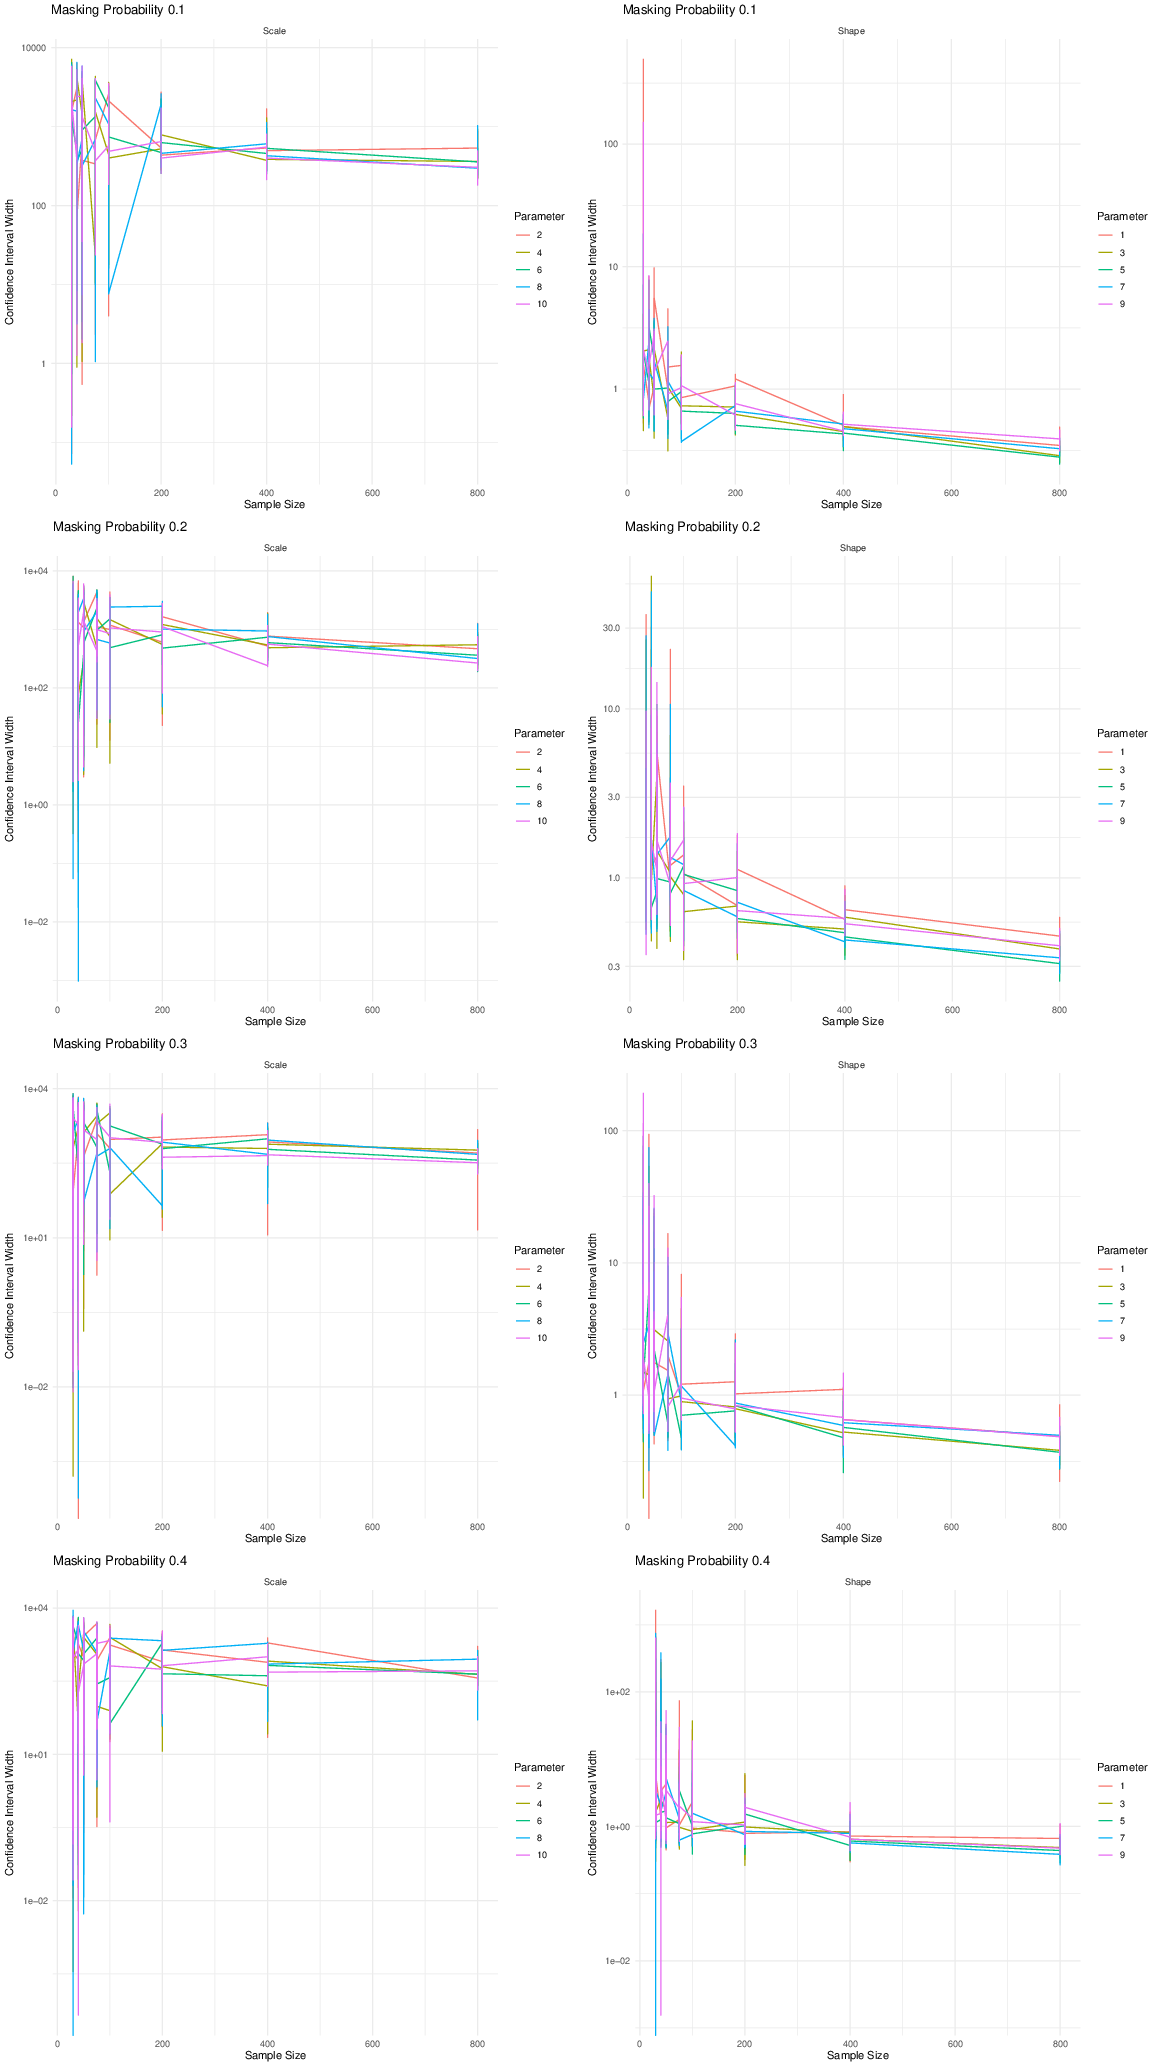 Masking Probability 0.1
Scale
Confidence Interval Width
10000
100
1
0
200
400
600
800
Sample Size
Parameter
2
4
6
8
10
Masking Probability 0.1
Shape
Confidence Interval Width
100
10
1
0
200
400
600
800
Sample Size
Parameter
1
3
5
7
9
Masking Probability 0.2
Scale
Confidence Interval Width
1e+04
1e+02
1e+00
1e−02
0
200
400
600
800
Sample Size
Parameter
2
4
6
8
10
Masking Probability 0.2
Shape
Confidence Interval Width
30.0
10.0
3.0
1.0
0.3
0
200
400
600
800
Sample Size
Parameter
1
3
5
7
9
Masking Probability 0.3
Scale
Confidence Interval Width
1e+04
1e+01
1e−02
0
200
400
600
800
Sample Size
Parameter
2
4
6
8
10
Masking Probability 0.3
Shape
Confidence Interval Width
100
10
1
0
200
400
600
800
Sample Size
Parameter
1
3
5
7
9
Masking Probability 0.4
Scale
Confidence Interval Width
1e+04
1e+01
1e−02
0
200
400
600
800
Sample Size
Parameter
2
4
6
8
10
Masking Probability 0.4
Shape
Confidence Interval Width
1e+02
1e+00
1e−02
0
200
400
600
800
Sample Size
Parameter
1
3
5
7
9